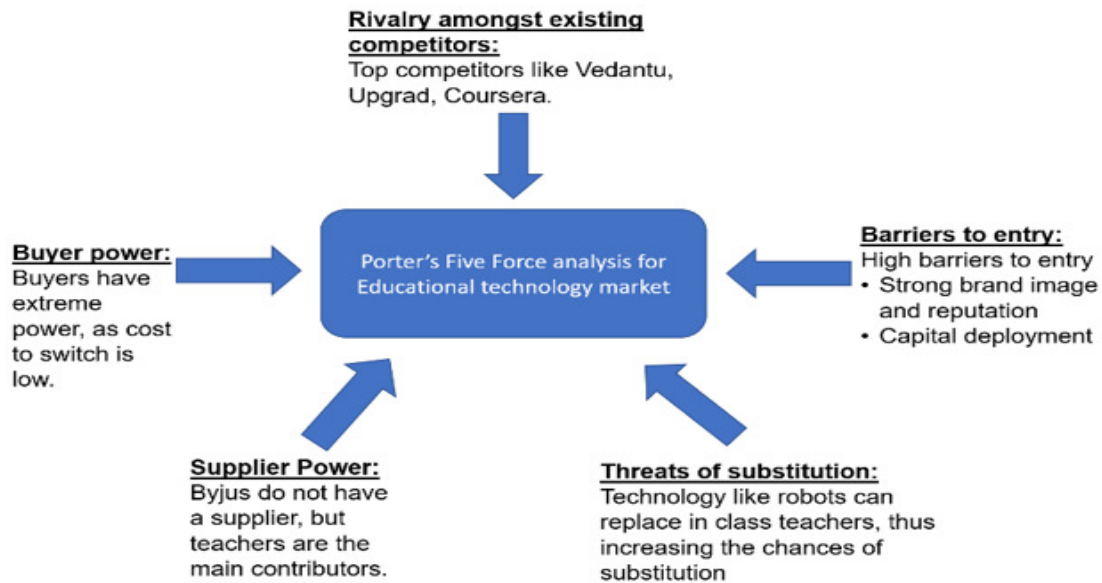 Rivalry amongst existing
competitors:
Top competitors like Vedantu,
Upgrad, Coursera.
Buyer power:
Buyers have
extreme
power, as cost
to switch is
low.
Porter's Five Force analysis for
Educational technology market
Barriers to entry:
High barriers to entry
• Strong brand image
and reputation
• Capital deployment
Supplier Power:
Byjus do not have
a supplier, but
teachers are the
main contributors.
Threats of substitution:
Technology like robots can
replace in class teachers, thus
increasing the chances of
substitution